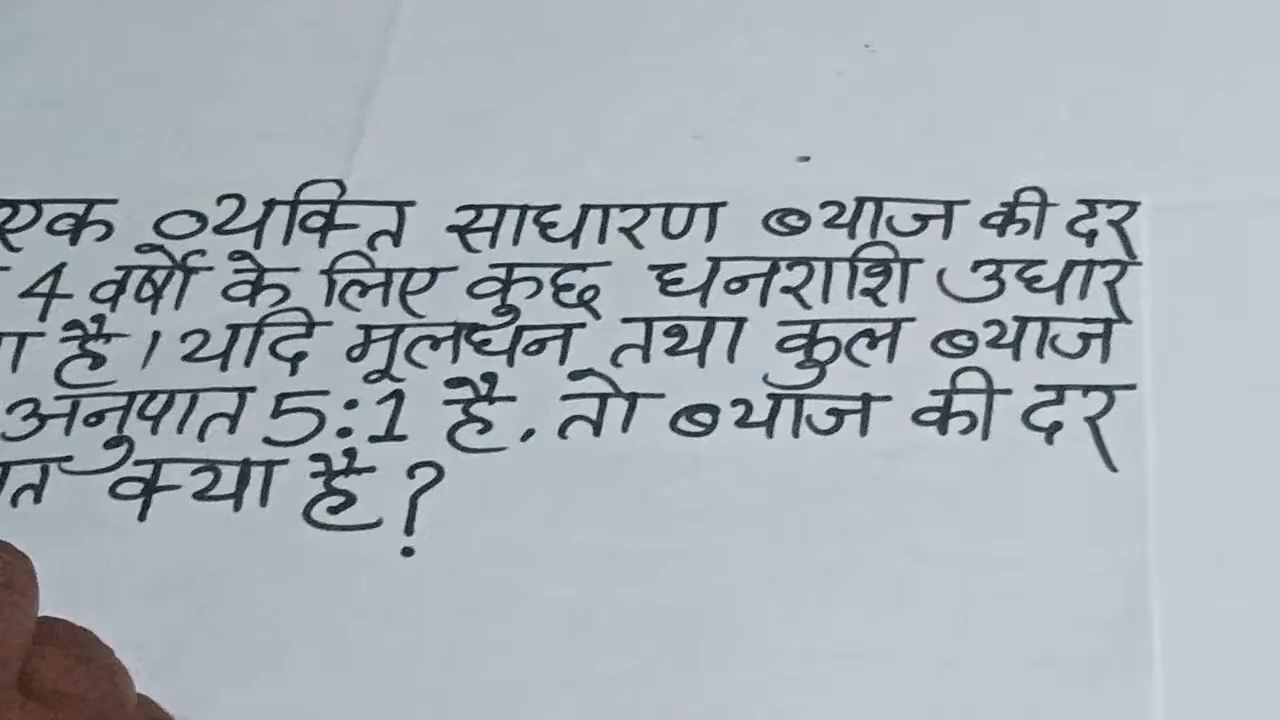 एक व्यक्ति साधारण ब्याज की दर
4 वर्षो के लिए कुछ धनराशि उधार
है। यदि मूलधन तथा कुल ब्याज
अनुपात 5:1 है. तो ब्याज की दर
क्या है?